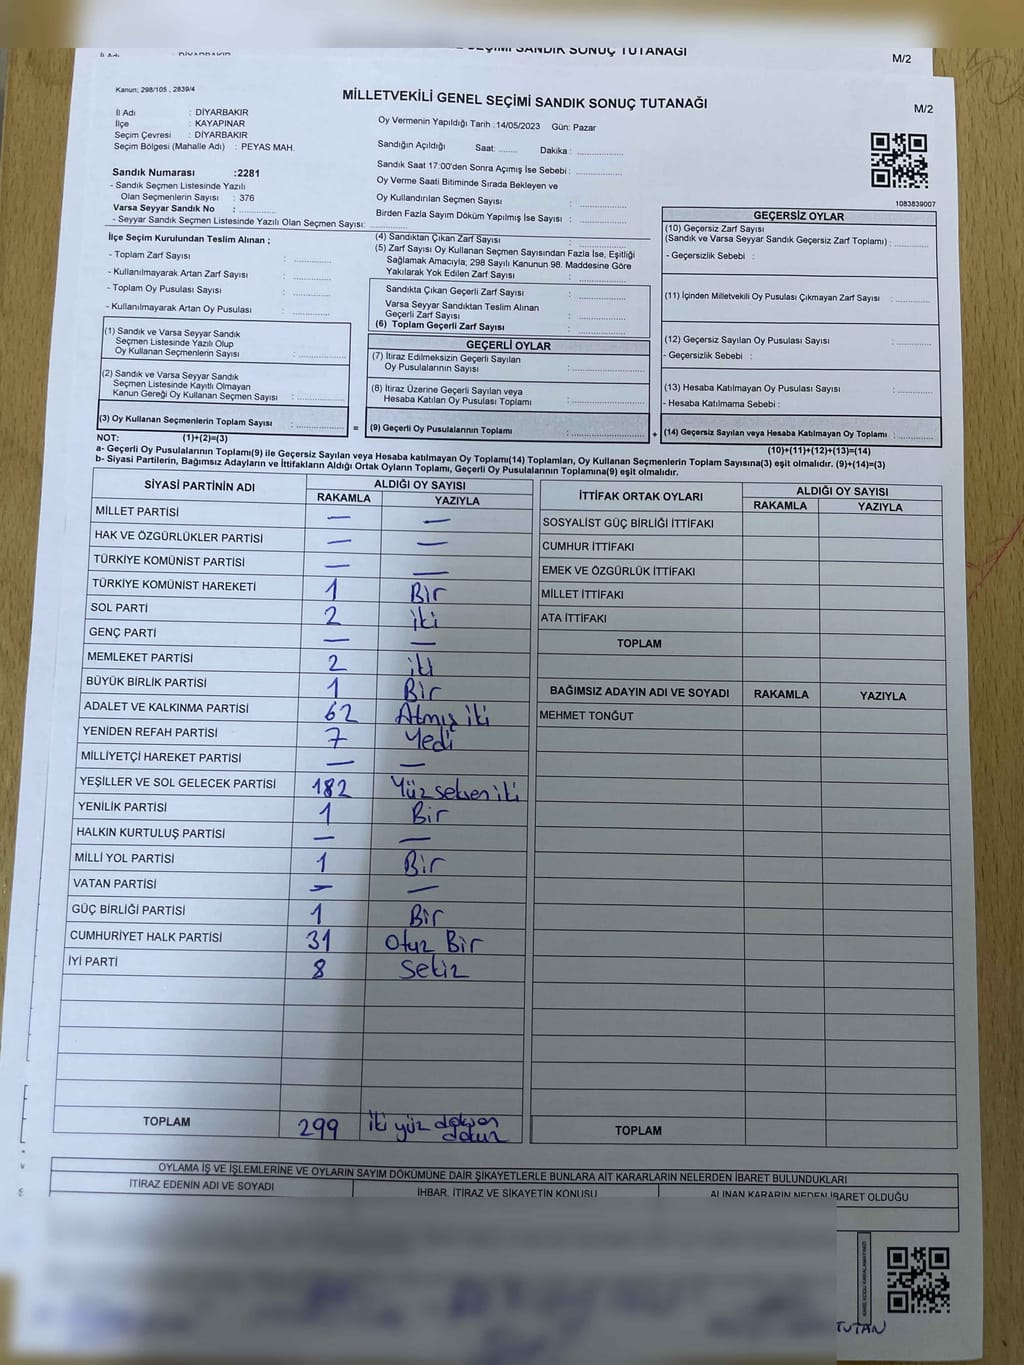 M/2
Kanun; 298/105 , 2839/4
MİLLETVEKİLİ GENEL SEÇİMİ SANDIK SONUÇ TUTANAĞI
M/2
İl Adı : DİYARBAKIR
İlçe : KAYAPINAR
Seçim Çevresi : DİYARBAKIR
Seçim Bölgesi (Mahalle Adı) : PEYAS MAH.
Oy Vermenin Yapıldığı Tarih :14/05/2023 Gün: Pazar
Sandığın Açıldığı Saat: ........ Dakika : ................
Sandık Saat 17:00'den Sonra Açımış İse Sebebi : ................
Oy Verme Saati Bitiminde Sırada Bekleyen ve
Oy Kullandırılan Seçmen Sayısı : ................
Birden Fazla Sayım Döküm Yapılmış İse Sayısı : ................
1083839007
Sandık Numarası :2281
- Sandık Seçmen Listesinde Yazılı
Olan Seçmenlerin Sayısı : 376
Varsa Seyyar Sandık No : ............
- Seyyar Sandık Seçmen Listesinde Yazılı Olan Seçmen Sayısı: ............
İlçe Seçim Kurulundan Teslim Alınan ;
- Toplam Zarf Sayısı : ............
- Kullanılmayarak Artan Zarf Sayısı : ............
- Toplam Oy Pusulası Sayısı : ............
- Kullanılmayarak Artan Oy Pusulası : ............
(1) Sandık ve Varsa Seyyar Sandık
Seçmen Listesinde Yazılı Olup
Oy Kullanan Seçmenlerin Sayısı : ............
(2) Sandık ve Varsa Seyyar Sandık
Seçmen Listesinde Kayıtlı Olmayan
Kanun Gereği Oy Kullanan Seçmen Sayısı : ............
(3) Oy Kullanan Seçmenlerin Toplam Sayısı : ............
(4) Sandıktan Çıkan Zarf Sayısı : ............
(5) Zarf Sayısı Oy Kullanan Seçmen Sayısından Fazla İse, Eşitliği
Sağlamak Amacıyla; 298 Sayılı Kanunun 98. Maddesine Göre
Yakılarak Yok Edilen Zarf Sayısı : ............
Sandıkta Çıkan Geçerli Zarf Sayısı : ............
Varsa Seyyar Sandıktan Teslim Alınan
Geçerli Zarf Sayısı : ............
(6) Toplam Geçerli Zarf Sayısı : ............
GEÇERLİ OYLAR
(7) İtiraz Edilmeksizin Geçerli Sayılan
Oy Pusulalarının Sayısı : ............
(8) İtiraz Üzerine Geçerli Sayılan veya
Hesaba Katılan Oy Pusulası Toplamı : ............
= (9) Geçerli Oy Pusulalarının Toplamı : ............
GEÇERSİZ OYLAR
(10) Geçersiz Zarf Sayısı
(Sandık ve Varsa Seyyar Sandık Geçersiz Zarf Toplamı) : ............
- Geçersizlik Sebebi :
(11) İçinden Milletvekili Oy Pusulası Çıkmayan Zarf Sayısı : ............
(12) Geçersiz Sayılan Oy Pusulası Sayısı : ............
- Geçersizlik Sebebi :
(13) Hesaba Katılmayan Oy Pusulası Sayısı : ............
- Hesaba Katılmama Sebebi :
+ (14) Geçersiz Sayılan veya Hesaba Katılmayan Oy Toplamı : ............
NOT: (1)+(2)=(3) (10)+(11)+(12)+(13)=(14)
a- Geçerli Oy Pusulalarının Toplamı(9) ile Geçersiz Sayılan veya Hesaba katılmayan Oy Toplamı(14) Toplamları, Oy Kullanan Seçmenlerin Toplam Sayısına(3) eşit olmalıdır. (9)+(14)=(3)
b- Siyasi Partilerin, Bağımsız Adayların ve İttifakların Aldığı Ortak Oyların Toplamı, Geçerli Oy Pusulalarının Toplamına(9) eşit olmalıdır.
SİYASİ PARTİNİN ADI ALDIĞI OY SAYISI
RAKAMLA YAZIYLA
MİLLET PARTİSİ — —
HAK VE ÖZGÜRLÜKLER PARTİSİ — —
TÜRKİYE KOMÜNİST PARTİSİ — —
TÜRKİYE KOMÜNİST HAREKETİ 1 Bir
SOL PARTİ 2 iki
GENÇ PARTİ — —
MEMLEKET PARTİSİ 2 iki
BÜYÜK BİRLİK PARTİSİ 1 Bir
ADALET VE KALKINMA PARTİSİ 62 Atmış iki
YENİDEN REFAH PARTİSİ 7 Yedi
MİLLİYETÇİ HAREKET PARTİSİ — —
YEŞİLLER VE SOL GELECEK PARTİSİ 182 Yüz seksen iki
YENİLİK PARTİSİ 1 Bir
HALKIN KURTULUŞ PARTİSİ — —
MİLLİ YOL PARTİSİ 1 Bir
VATAN PARTİSİ — —
GÜÇ BİRLİĞİ PARTİSİ 1 Bir
CUMHURİYET HALK PARTİSİ 31 Otuz Bir
İYİ PARTİ 8 Sekiz
TOPLAM 299 iki yüz doksan
dokuz
İTTİFAK ORTAK OYLARI ALDIĞI OY SAYISI
RAKAMLA YAZIYLA
SOSYALİST GÜÇ BİRLİĞİ İTTİFAKI
CUMHUR İTTİFAKI
EMEK VE ÖZGÜRLÜK İTTİFAKI
MİLLET İTTİFAKI
ATA İTTİFAKI
TOPLAM
BAĞIMSIZ ADAYIN ADI VE SOYADI RAKAMLA YAZIYLA
MEHMET TONĞUT
TOPLAM
OYLAMA İŞ VE İŞLEMLERİNE VE OYLARIN SAYIM DÖKÜMÜNE DAİR ŞİKAYETLERLE BUNLARA AİT KARARLARIN NELERDEN İBARET BULUNDUKLARI
İTİRAZ EDENİN ADI VE SOYADI İHBAR, İTİRAZ VE ŞİKAYETİN KONUSU ALINAN KARARIN NEDEN İBARET OLDUĞU
TUTAN